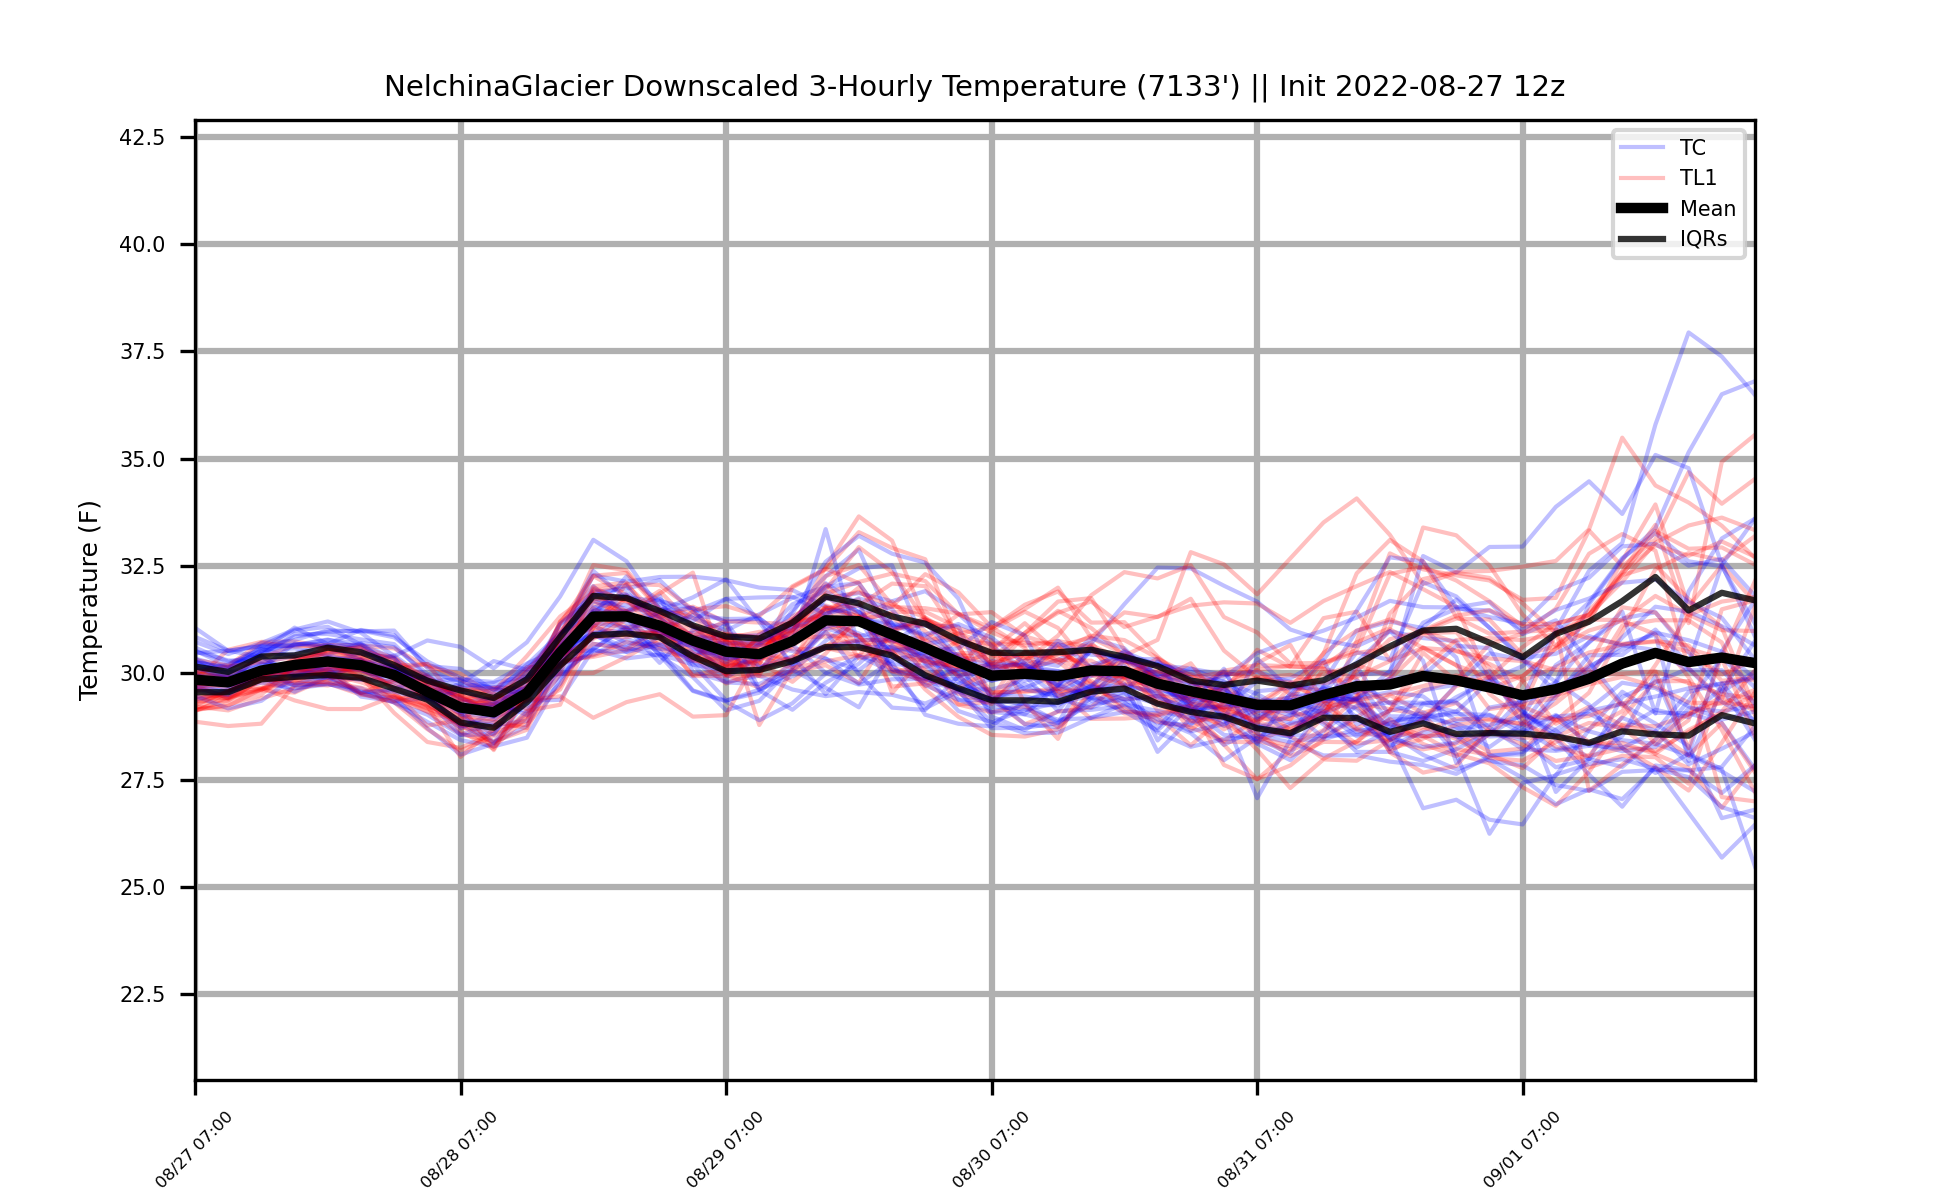 NelchinaGlacier Downscaled 3-Hourly Temperature (7133') || Init 2022-08-27 12z
42.5
40.0
37.5
35.0
32.5
30.0
27.5
25.0
22.5
Temperature (F)
TC
TL1
Mean
IQRs
08/27 07:00
08/28 07:00
08/29 07:00
08/30 07:00
08/31 07:00
09/01 07:00